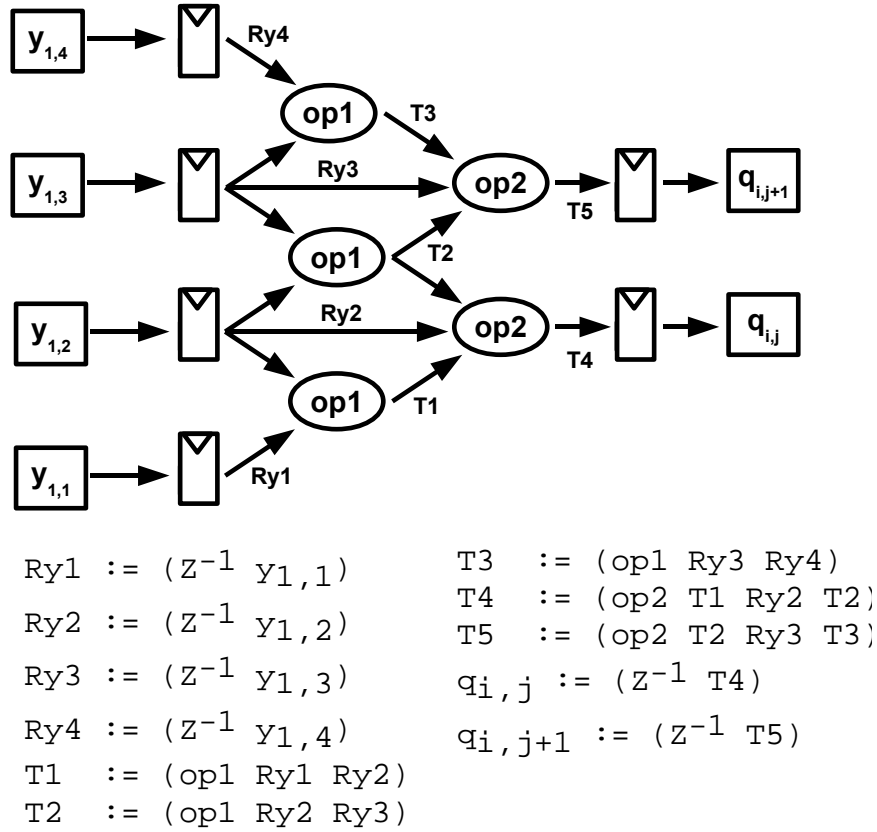 y1,4
Ry4
op1
T3
y1,3
Ry3
op2
T5
qi,j+1
op1
T2
y1,2
Ry2
op2
T4
qi,j
op1
T1
y1,1
Ry1
Ry1 := (Z-1 y1,1)
Ry2 := (Z-1 y1,2)
Ry3 := (Z-1 y1,3)
Ry4 := (Z-1 y1,4)
T1 := (op1 Ry1 Ry2)
T2 := (op1 Ry2 Ry3)
T3 := (op1 Ry3 Ry4)
T4 := (op2 T1 Ry2 T2)
T5 := (op2 T2 Ry3 T3)
qi,j := (Z-1 T4)
qi,j+1 := (Z-1 T5)